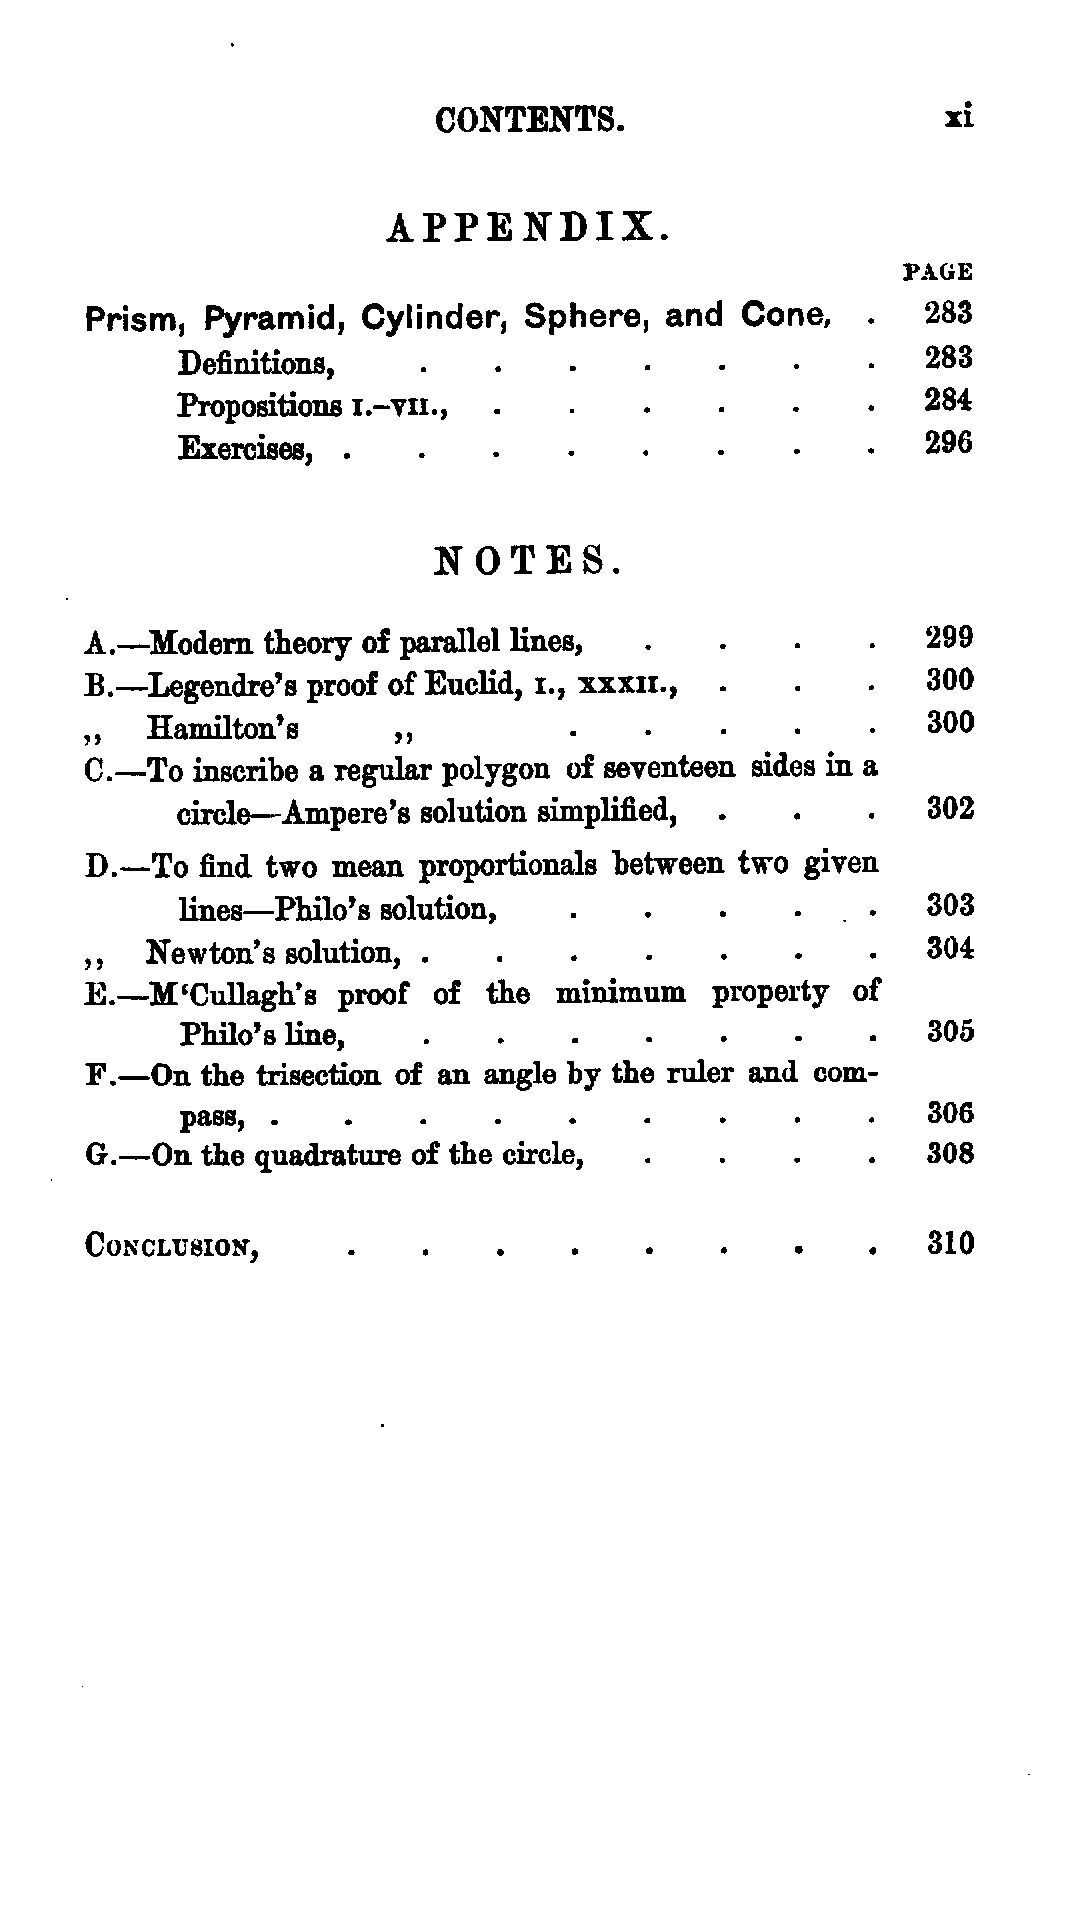 CONTENTS. xi
APPENDIX.
PAGE
Prism, Pyramid, Cylinder, Sphere, and Cone, . 283
Definitions, . . . . . . . 283
Propositions I.–VII., . . . . . . 284
Exercises, . . . . . . . . 296
NOTES.
A.—Modern theory of parallel lines, . . . . 299
B.—Legendre's proof of Euclid, I., XXXII., . . . 300
,, Hamilton's ,, . . . . . 300
C.—To inscribe a regular polygon of seventeen sides in a
circle—Ampere's solution simplified, . . . 302
D.—To find two mean proportionals between two given
lines—Philo's solution, . . . . . 303
,, Newton's solution, . . . . . . . 304
E.—M‘Cullagh's proof of the minimum property of
Philo's line, . . . . . . . 305
F.—On the trisection of an angle by the ruler and com-
pass, . . . . . . . . . 306
G.—On the quadrature of the circle, . . . . 308
CONCLUSION, . . . . . . . . 310